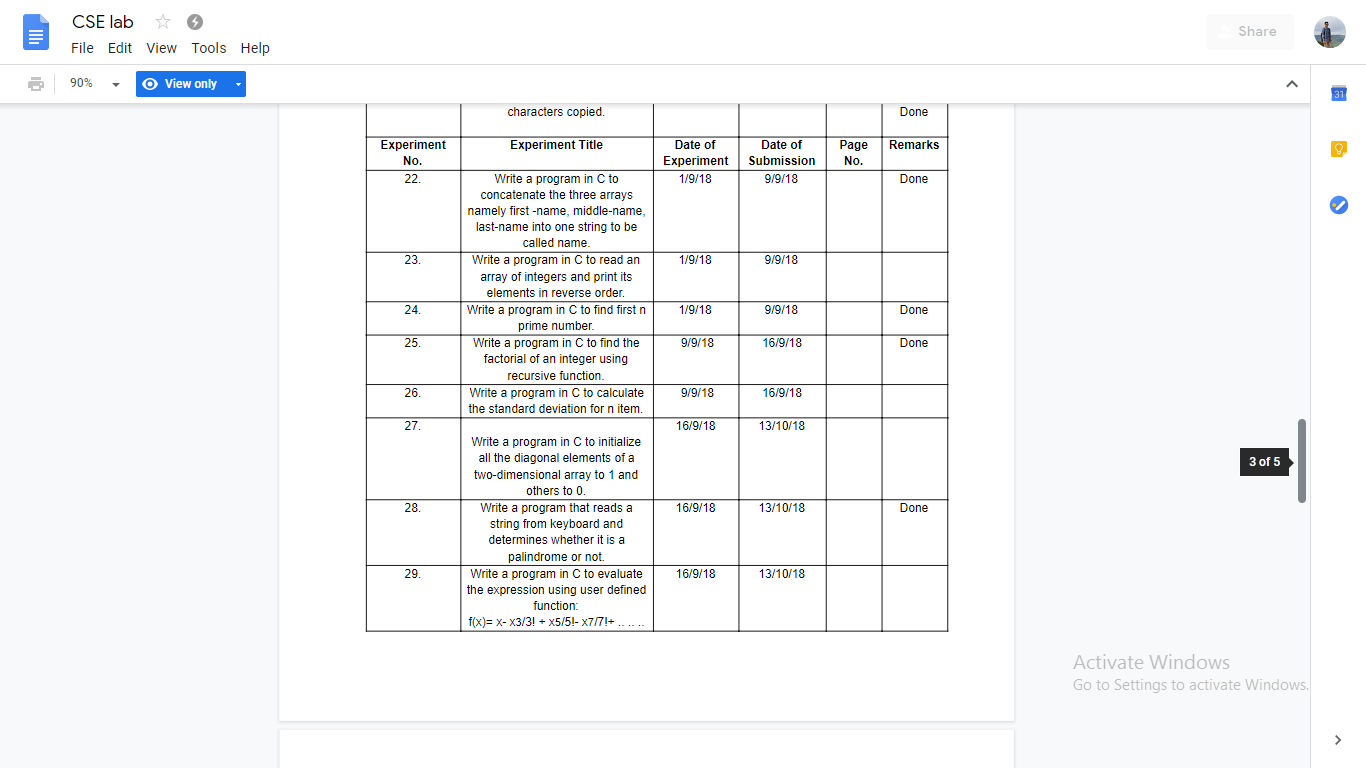 CSE lab
File Edit View Tools Help
Share
90% View only
31
characters copied. Done
Experiment No. Experiment Title Date of Experiment Date of Submission Page No. Remarks
22. Write a program in C to 1/9/18 9/9/18 Done
concatenate the three arrays
namely first -name, middle-name,
last-name into one string to be
called name.
23. Write a program in C to read an 1/9/18 9/9/18
array of integers and print its
elements in reverse order.
24. Write a program in C to find first n 1/9/18 9/9/18 Done
prime number.
25. Write a program in C to find the 9/9/18 16/9/18 Done
factorial of an integer using
recursive function.
26. Write a program in C to calculate 9/9/18 16/9/18
the standard deviation for n item.
27. 16/9/18 13/10/18
Write a program in C to initialize
all the diagonal elements of a
two-dimensional array to 1 and
others to 0.
28. Write a program that reads a 16/9/18 13/10/18 Done
string from keyboard and
determines whether it is a
palindrome or not.
29. Write a program in C to evaluate 16/9/18 13/10/18
the expression using user defined
function:
f(x)= x- x3/3! + x5/5!- x7/7!+ .. .. ..
3 of 5
Activate Windows
Go to Settings to activate Windows.